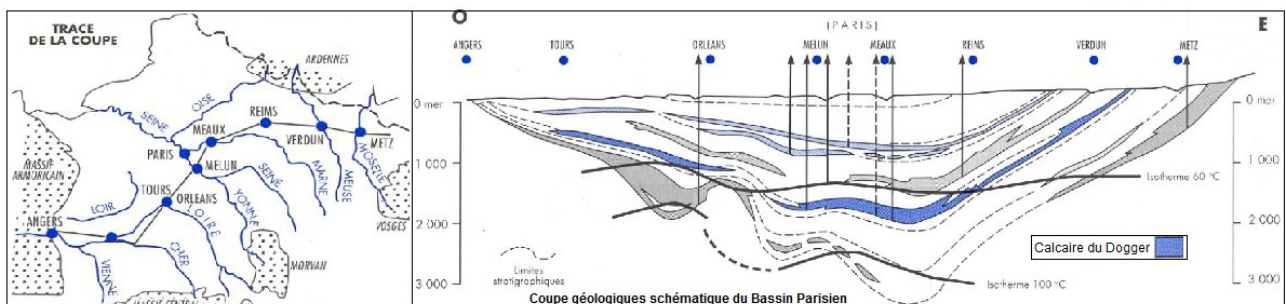 TRACE
DE LA COUPE
ARDENNES
OISE
SEINE
REIMS
MEAUX
VERDUN
METZ
PARIS
MELUN
MASSIF
ARMORICAIN
SEINE
MARNE
MEUSE
MOSELLE
TOURS
ORLEANS
LOIR
YONNE
VOSGES
ANGERS
LOIRE
CHER
VIENNE
MORVAN
MASSIF CENTRAL
O
(PARIS)
E
ANGERS
TOURS
ORLEANS
MELUN
MEAUX
REIMS
VERDUN
METZ
0 mer
0 mer
1 000
1 000
Isotherme 60 °C
2 000
2 000
Calcaire du Dogger
Limites
stratigraphiques
3 000
Isotherme 100 °C
3 000
Coupe géologiques schématique du Bassin Parisien